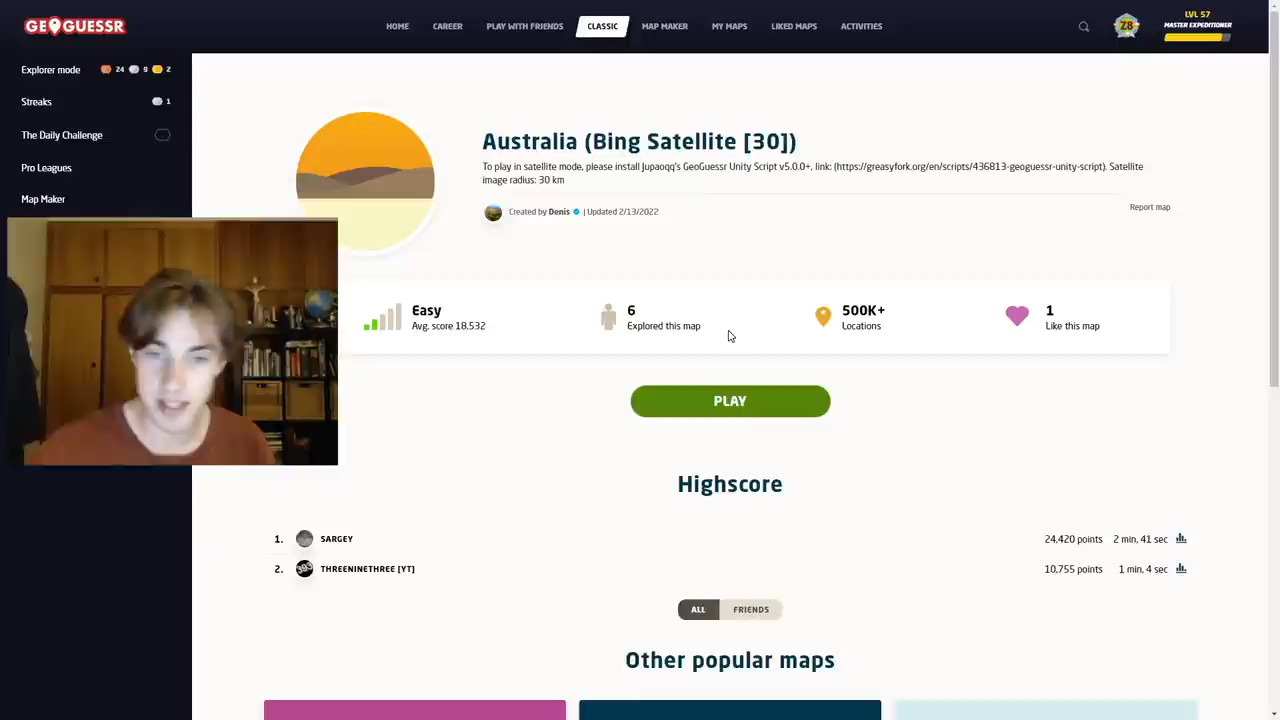 GEOGUESSR
HOME
CAREER
PLAY WITH FRIENDS
CLASSIC
MAP MAKER
MY MAPS
LIKED MAPS
ACTIVITIES
Z8
LVL 57
MASTER EXPEDITIONER
Explorer mode 24 9 2
Streaks 1
The Daily Challenge
Pro Leagues
Map Maker
Australia (Bing Satellite [30])
To play in satellite mode, please install Jupaoqq's GeoGuessr Unity Script v5.0.0+, link: (https://greasyfork.org/en/scripts/436813-geoguessr-unity-script). Satellite
image radius: 30 km
Created by Denis | Updated 2/13/2022
Report map
Easy
Avg. score 18.532
6
Explored this map
500K+
Locations
1
Like this map
PLAY
Highscore
1. SARGEY 24,420 points 2 min, 41 sec
2. THREENINETHREE [YT] 10,755 points 1 min, 4 sec
ALL FRIENDS
Other popular maps